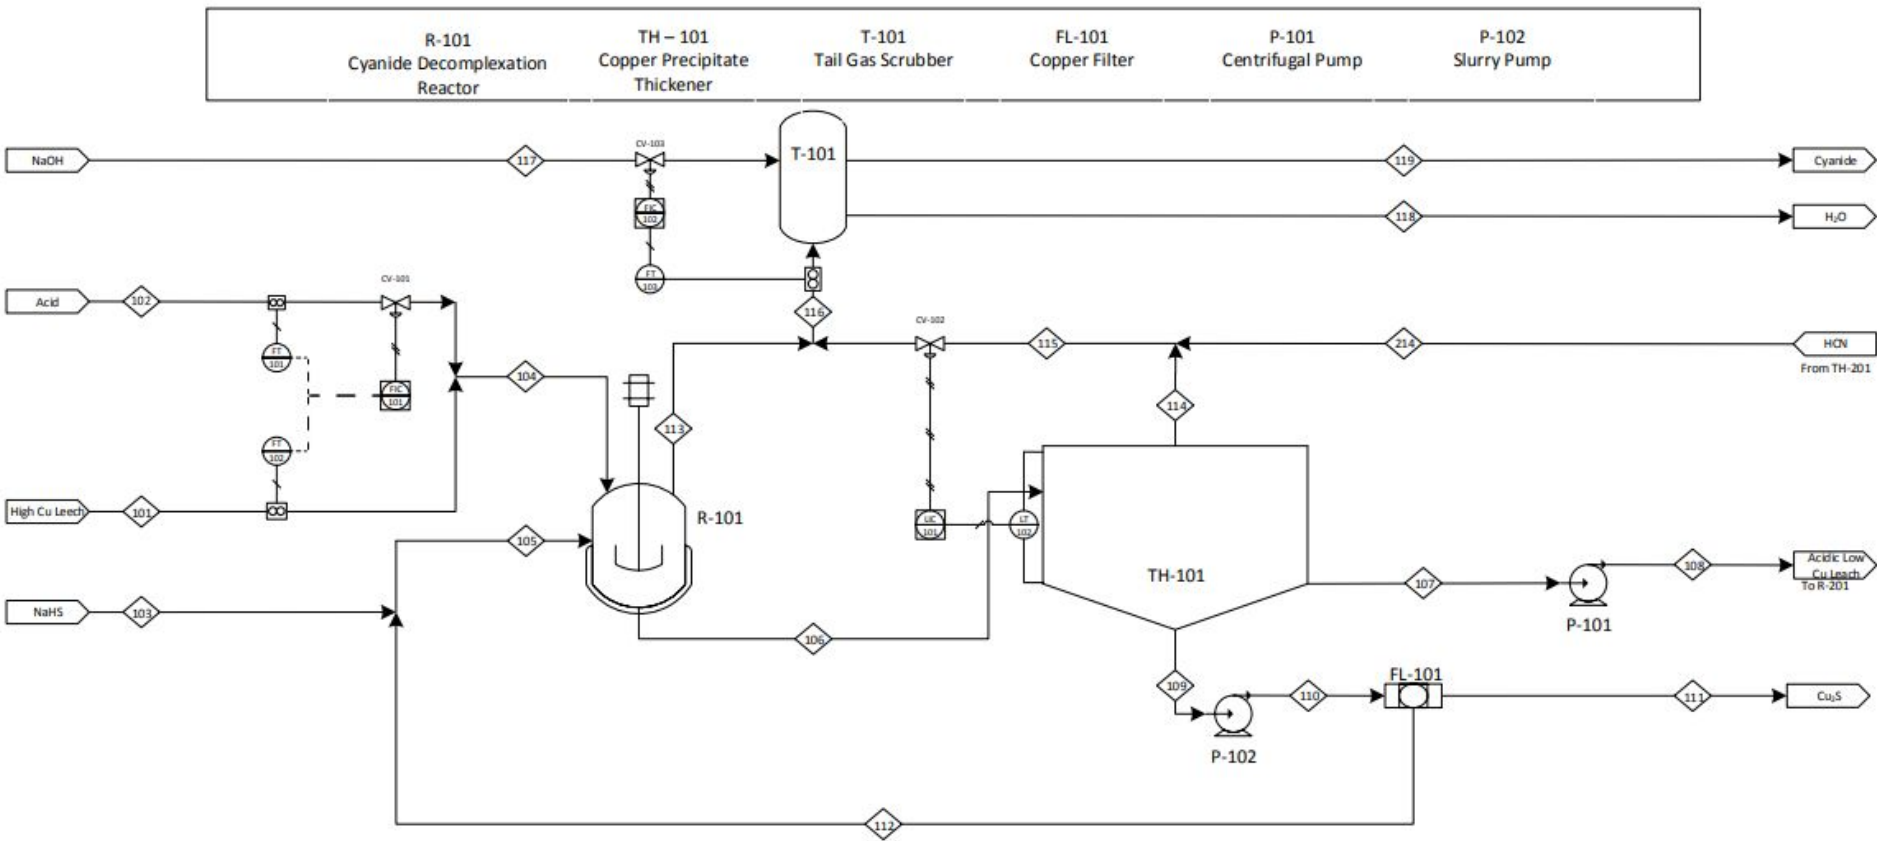 R-101
Cyanide Decomplexation
Reactor
TH – 101
Copper Precipitate
Thickener
T-101
Tail Gas Scrubber
FL-101
Copper Filter
P-101
Centrifugal Pump
P-102
Slurry Pump
NaOH
117
CV-103
T-101
119
Cyanide
FIC
102
118
H₂O
FT
103
Acid
102
CV-101
116
CV-102
115
214
HCN
From TH-201
FT
101
FIC
101
104
114
113
FT
102
High Cu Leech
101
R-101
LIC
101
LT
102
105
TH-101
107
108
Acidic Low
Cu Leach
To R-201
P-101
NaHS
103
106
109
P-102
110
FL-101
111
Cu₂S
112